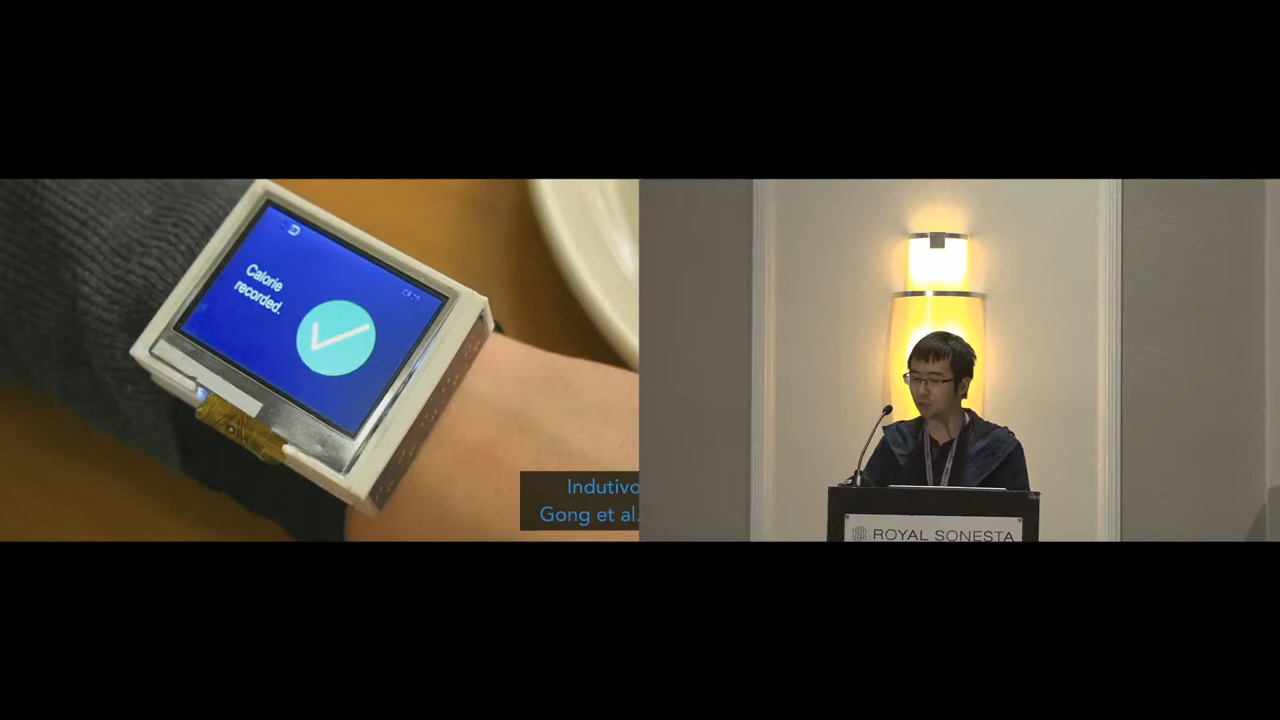 Calorie
recorded.
Indutivo
Gong et al.
ROYAL SONESTA